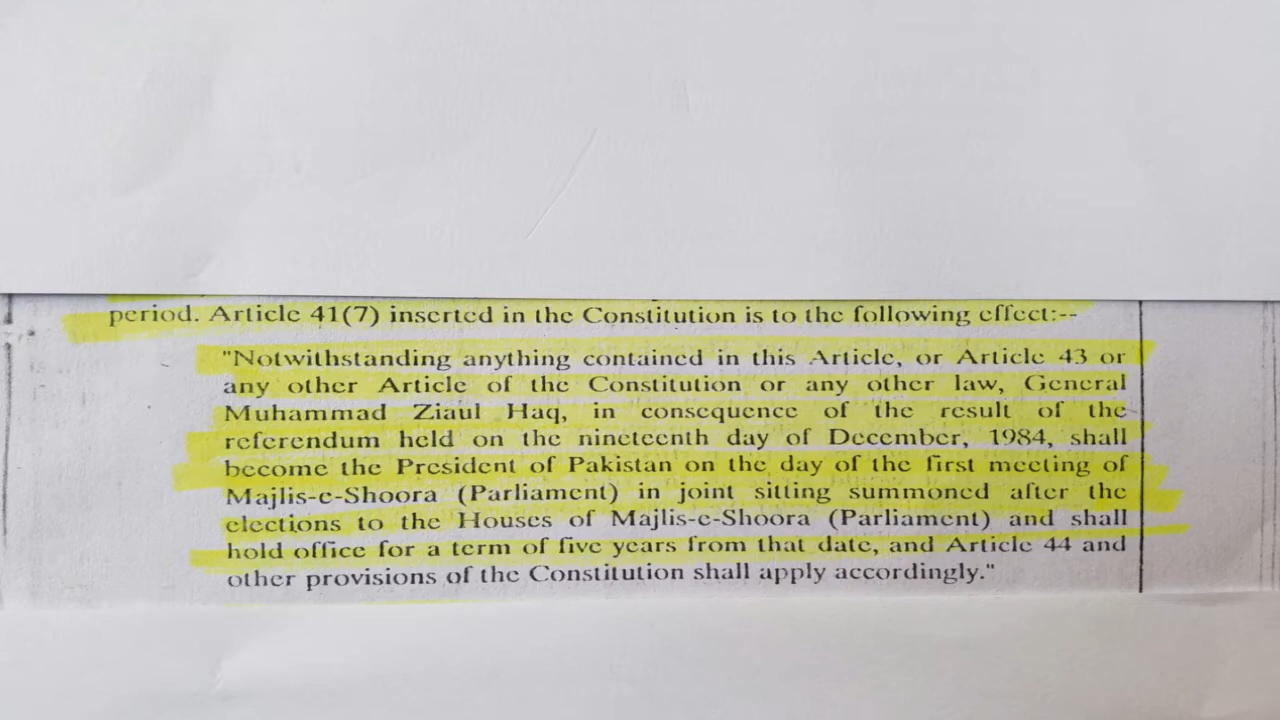 period. Article 41(7) inserted in the Constitution is to the following effect:--
"Notwithstanding anything contained in this Article, or Article 43 or
any other Article of the Constitution or any other law, General
Muhammad Ziaul Haq, in consequence of the result of the
referendum held on the nineteenth day of December, 1984, shall
become the President of Pakistan on the day of the first meeting of
Majlis-e-Shoora (Parliament) in joint sitting summoned after the
elections to the Houses of Majlis-e-Shoora (Parliament) and shall
hold office for a term of five years from that date, and Article 44 and
other provisions of the Constitution shall apply accordingly."